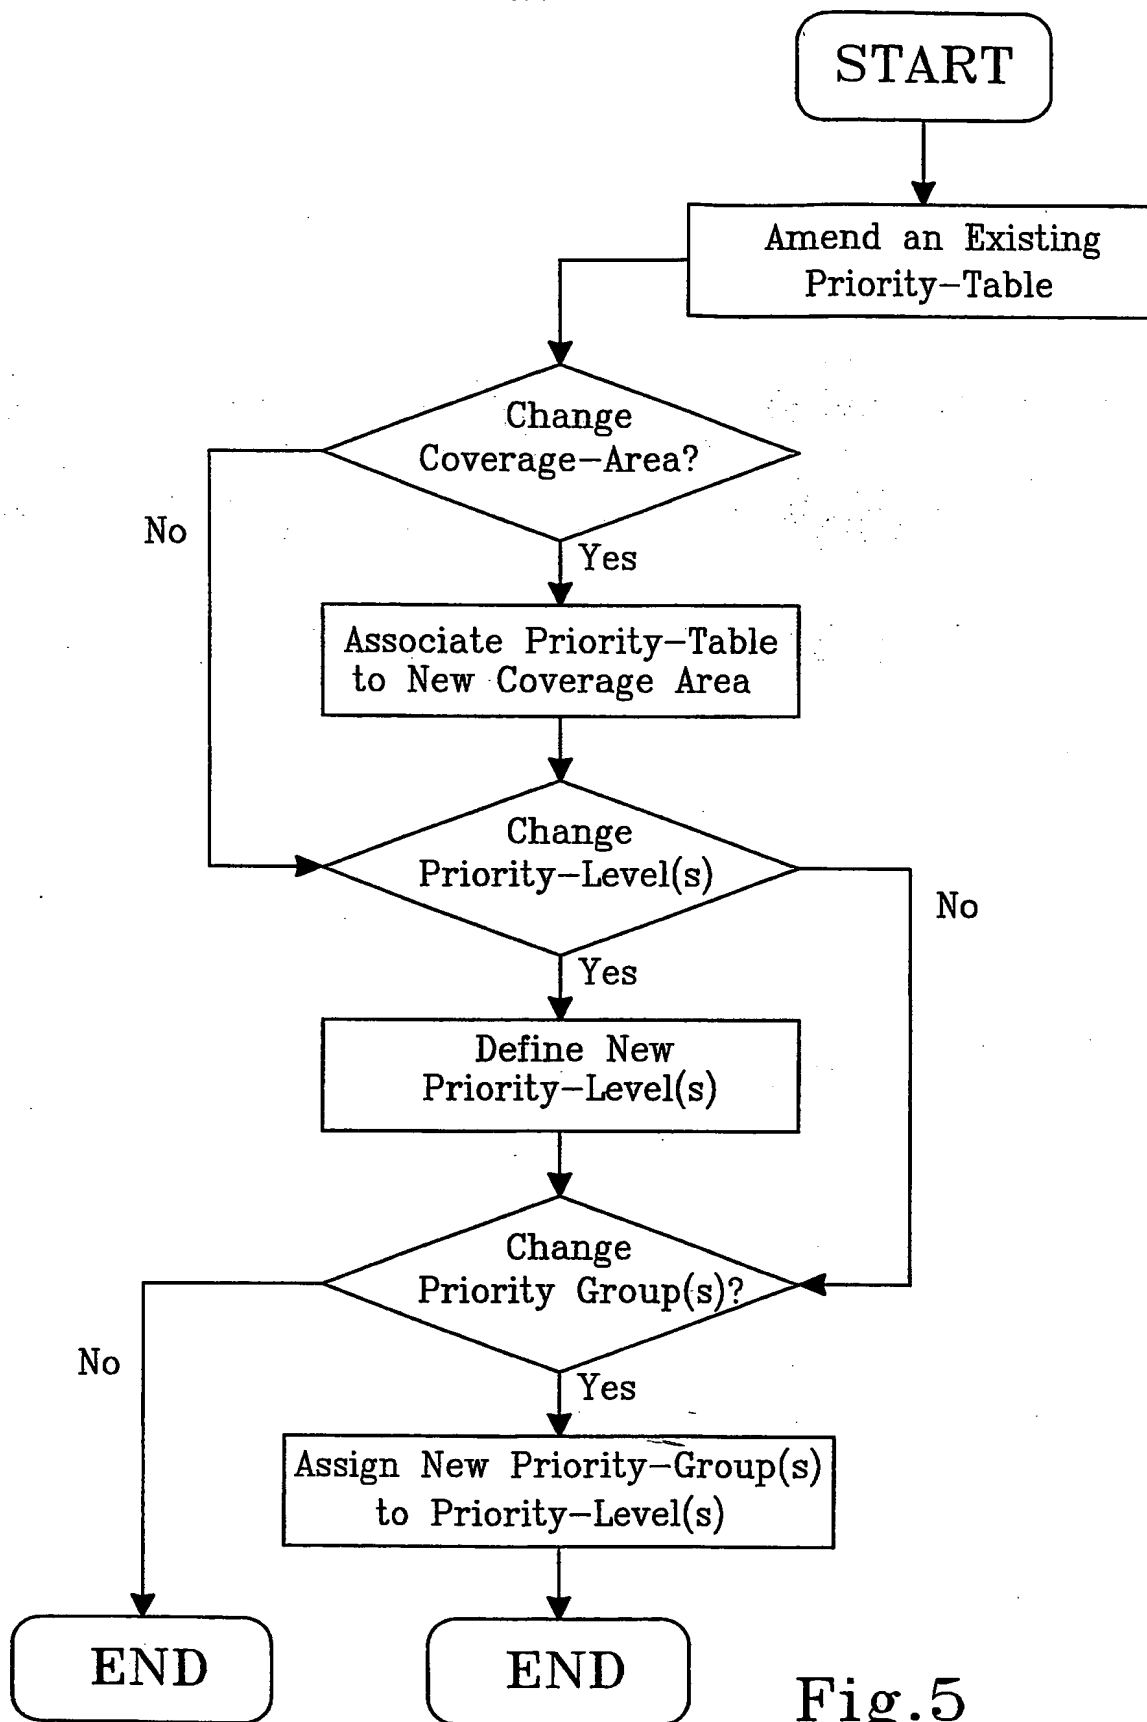 START
Amend an Existing
Priority-Table
Change
Coverage-Area?
No
Yes
Associate Priority-Table
to New Coverage Area
Change
Priority-Level(s)
No
Yes
Define New
Priority-Level(s)
Change
Priority Group(s)?
No
Yes
Assign New Priority-Group(s)
to Priority-Level(s)
END
END
Fig.5